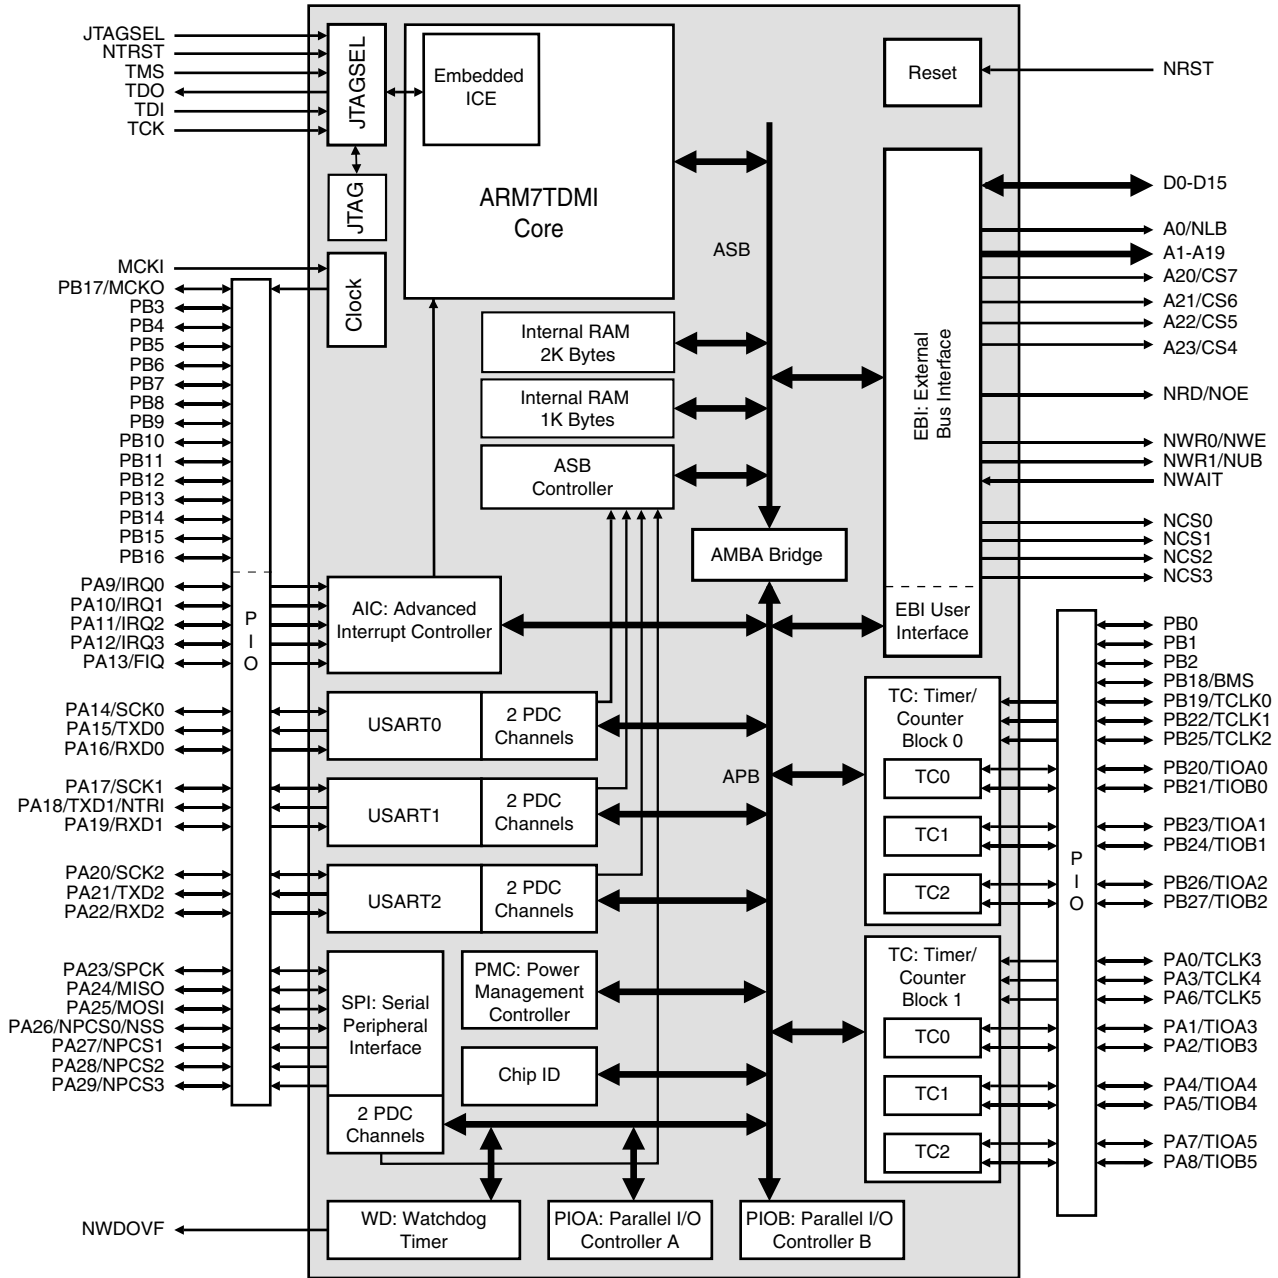 JTAGSEL
NTRST
TMS
TDO
TDI
TCK
JTAGSEL
Embedded
ICE
ARM7TDMI
Core
JTAG
Reset
NRST
MCKI
PB17/MCKO
PB3
PB4
PB5
PB6
PB7
PB8
PB9
PB10
PB11
PB12
PB13
PB14
PB15
PB16
PA9/IRQ0
PA10/IRQ1
PA11/IRQ2
PA12/IRQ3
PA13/FIQ
PA14/SCK0
PA15/TXD0
PA16/RXD0
PA17/SCK1
PA18/TXD1/NTRI
PA19/RXD1
PA20/SCK2
PA21/TXD2
PA22/RXD2
PA23/SPCK
PA24/MISO
PA25/MOSI
PA26/NPCS0/NSS
PA27/NPCS1
PA28/NPCS2
PA29/NPCS3
NWDOVF
P
I
O
Clock
ASB
Internal RAM
2K Bytes
Internal RAM
1K Bytes
ASB
Controller
AMBA Bridge
AIC: Advanced
Interrupt Controller
USART0
2 PDC
Channels
USART1
2 PDC
Channels
USART2
2 PDC
Channels
APB
SPI: Serial
Peripheral
Interface
2 PDC
Channels
PMC: Power
Management
Controller
Chip ID
WD: Watchdog
Timer
PIOA: Parallel I/O
Controller A
PIOB: Parallel I/O
Controller B
EBI: External
Bus Interface
EBI User
Interface
TC: Timer/
Counter
Block 0
TC0
TC1
TC2
TC: Timer/
Counter
Block 1
TC0
TC1
TC2
P
I
O
D0-D15
A0/NLB
A1-A19
A20/CS7
A21/CS6
A22/CS5
A23/CS4
NRD/NOE
NWR0/NWE
NWR1/NUB
NWAIT
NCS0
NCS1
NCS2
NCS3
PB0
PB1
PB2
PB18/BMS
PB19/TCLK0
PB22/TCLK1
PB25/TCLK2
PB20/TIOA0
PB21/TIOB0
PB23/TIOA1
PB24/TIOB1
PB26/TIOA2
PB27/TIOB2
PA0/TCLK3
PA3/TCLK4
PA6/TCLK5
PA1/TIOA3
PA2/TIOB3
PA4/TIOA4
PA5/TIOB4
PA7/TIOA5
PA8/TIOB5